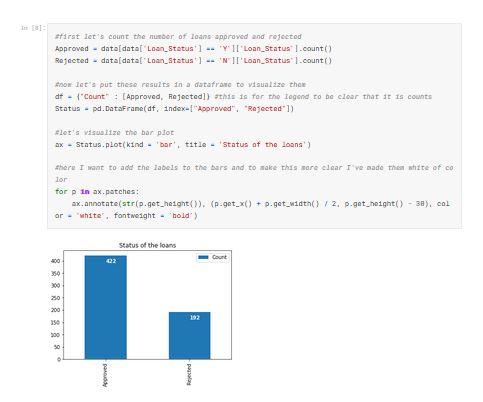 In [8]:
#first let's count the number of loans approved and rejected
Approved = data[data['Loan_Status'] == 'Y']['Loan_Status'].count()
Rejected = data[data['Loan_Status'] == 'N']['Loan_Status'].count()
#now let's put these results in a dataframe to visualize them
df = {"Count" : [Approved, Rejected]} #this is for the legend to be clear that it is counts
Status = pd.DataFrame(df, index=["Approved", "Rejected"])
#let's visualize the bar plot
ax = Status.plot(kind = 'bar', title = 'Status of the loans')
#here I want to add the labels to the bars and to make this more clear I've made them white of co
lor
for p in ax.patches:
ax.annotate(str(p.get_height()), (p.get_x() + p.get_width() / 2, p.get_height() - 30), col
or = 'white', fontweight = 'bold')
Status of the loans
Count
400
350
300
250
200
150
100
50
0
422
192
Approved
Rejected